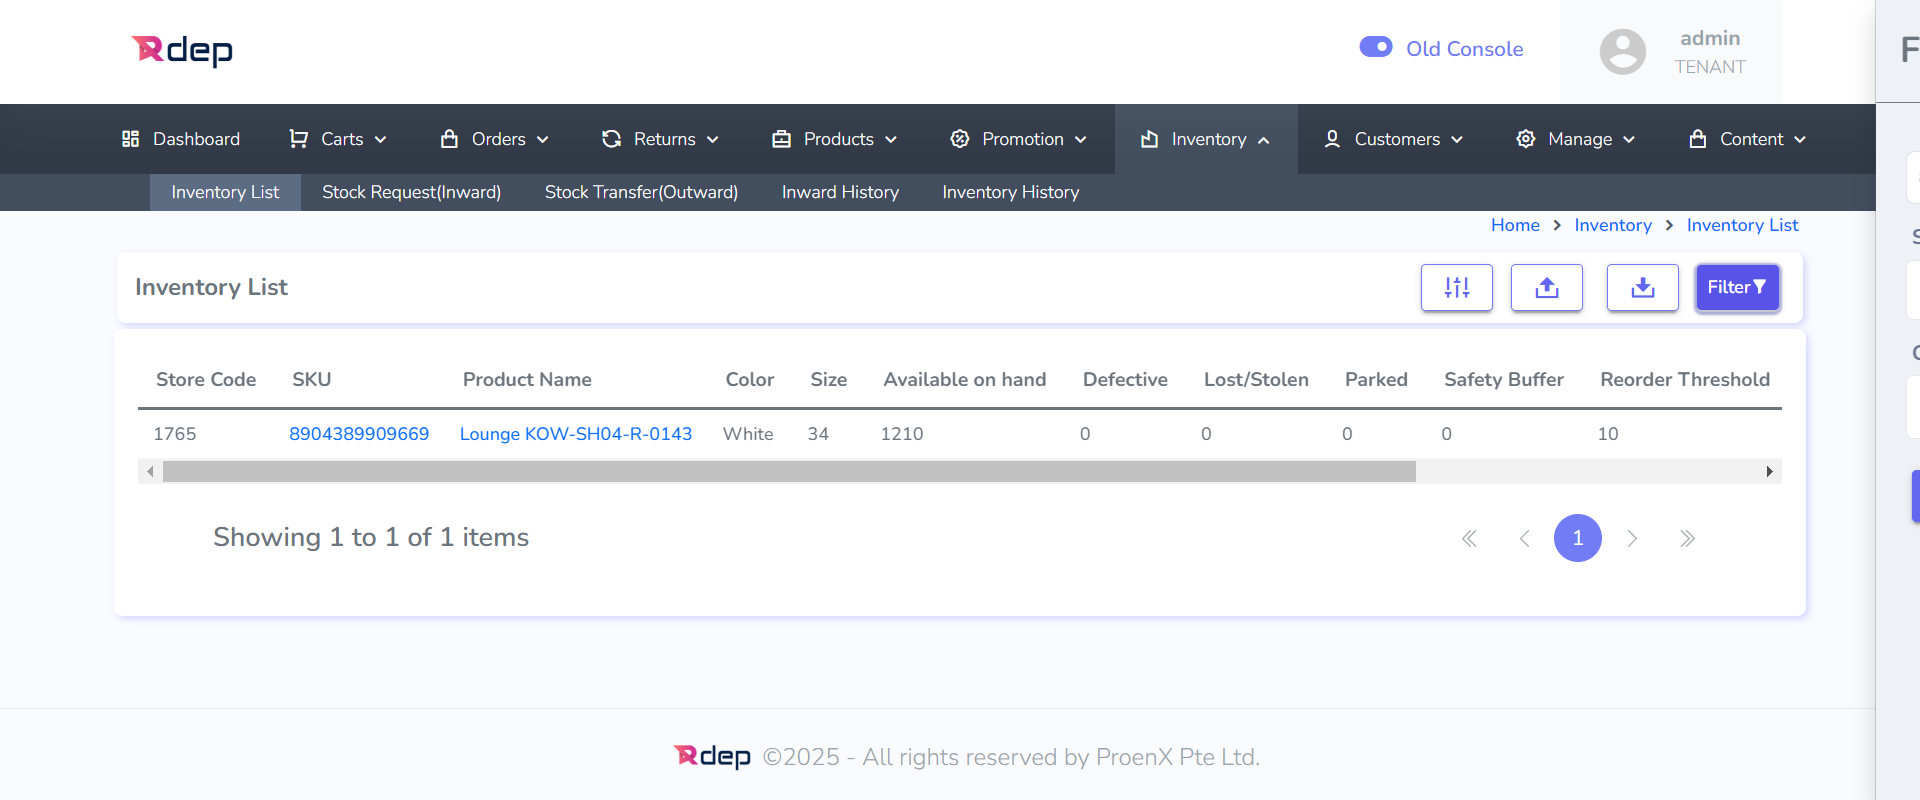 Rdep
Old Console
admin
TENANT
F
Dashboard Carts Orders Returns Products Promotion Inventory Customers Manage Content
Inventory List Stock Request(Inward) Stock Transfer(Outward) Inward History Inventory History
Home > Inventory > Inventory List
Inventory List
Filter
Store Code SKU Product Name Color Size Available on hand Defective Lost/Stolen Parked Safety Buffer Reorder Threshold
1765 8904389909669 Lounge KOW-SH04-R-0143 White 34 1210 0 0 0 0 10
Showing 1 to 1 of 1 items
« < 1 > »
Rdep ©2025 - All rights reserved by ProenX Pte Ltd.